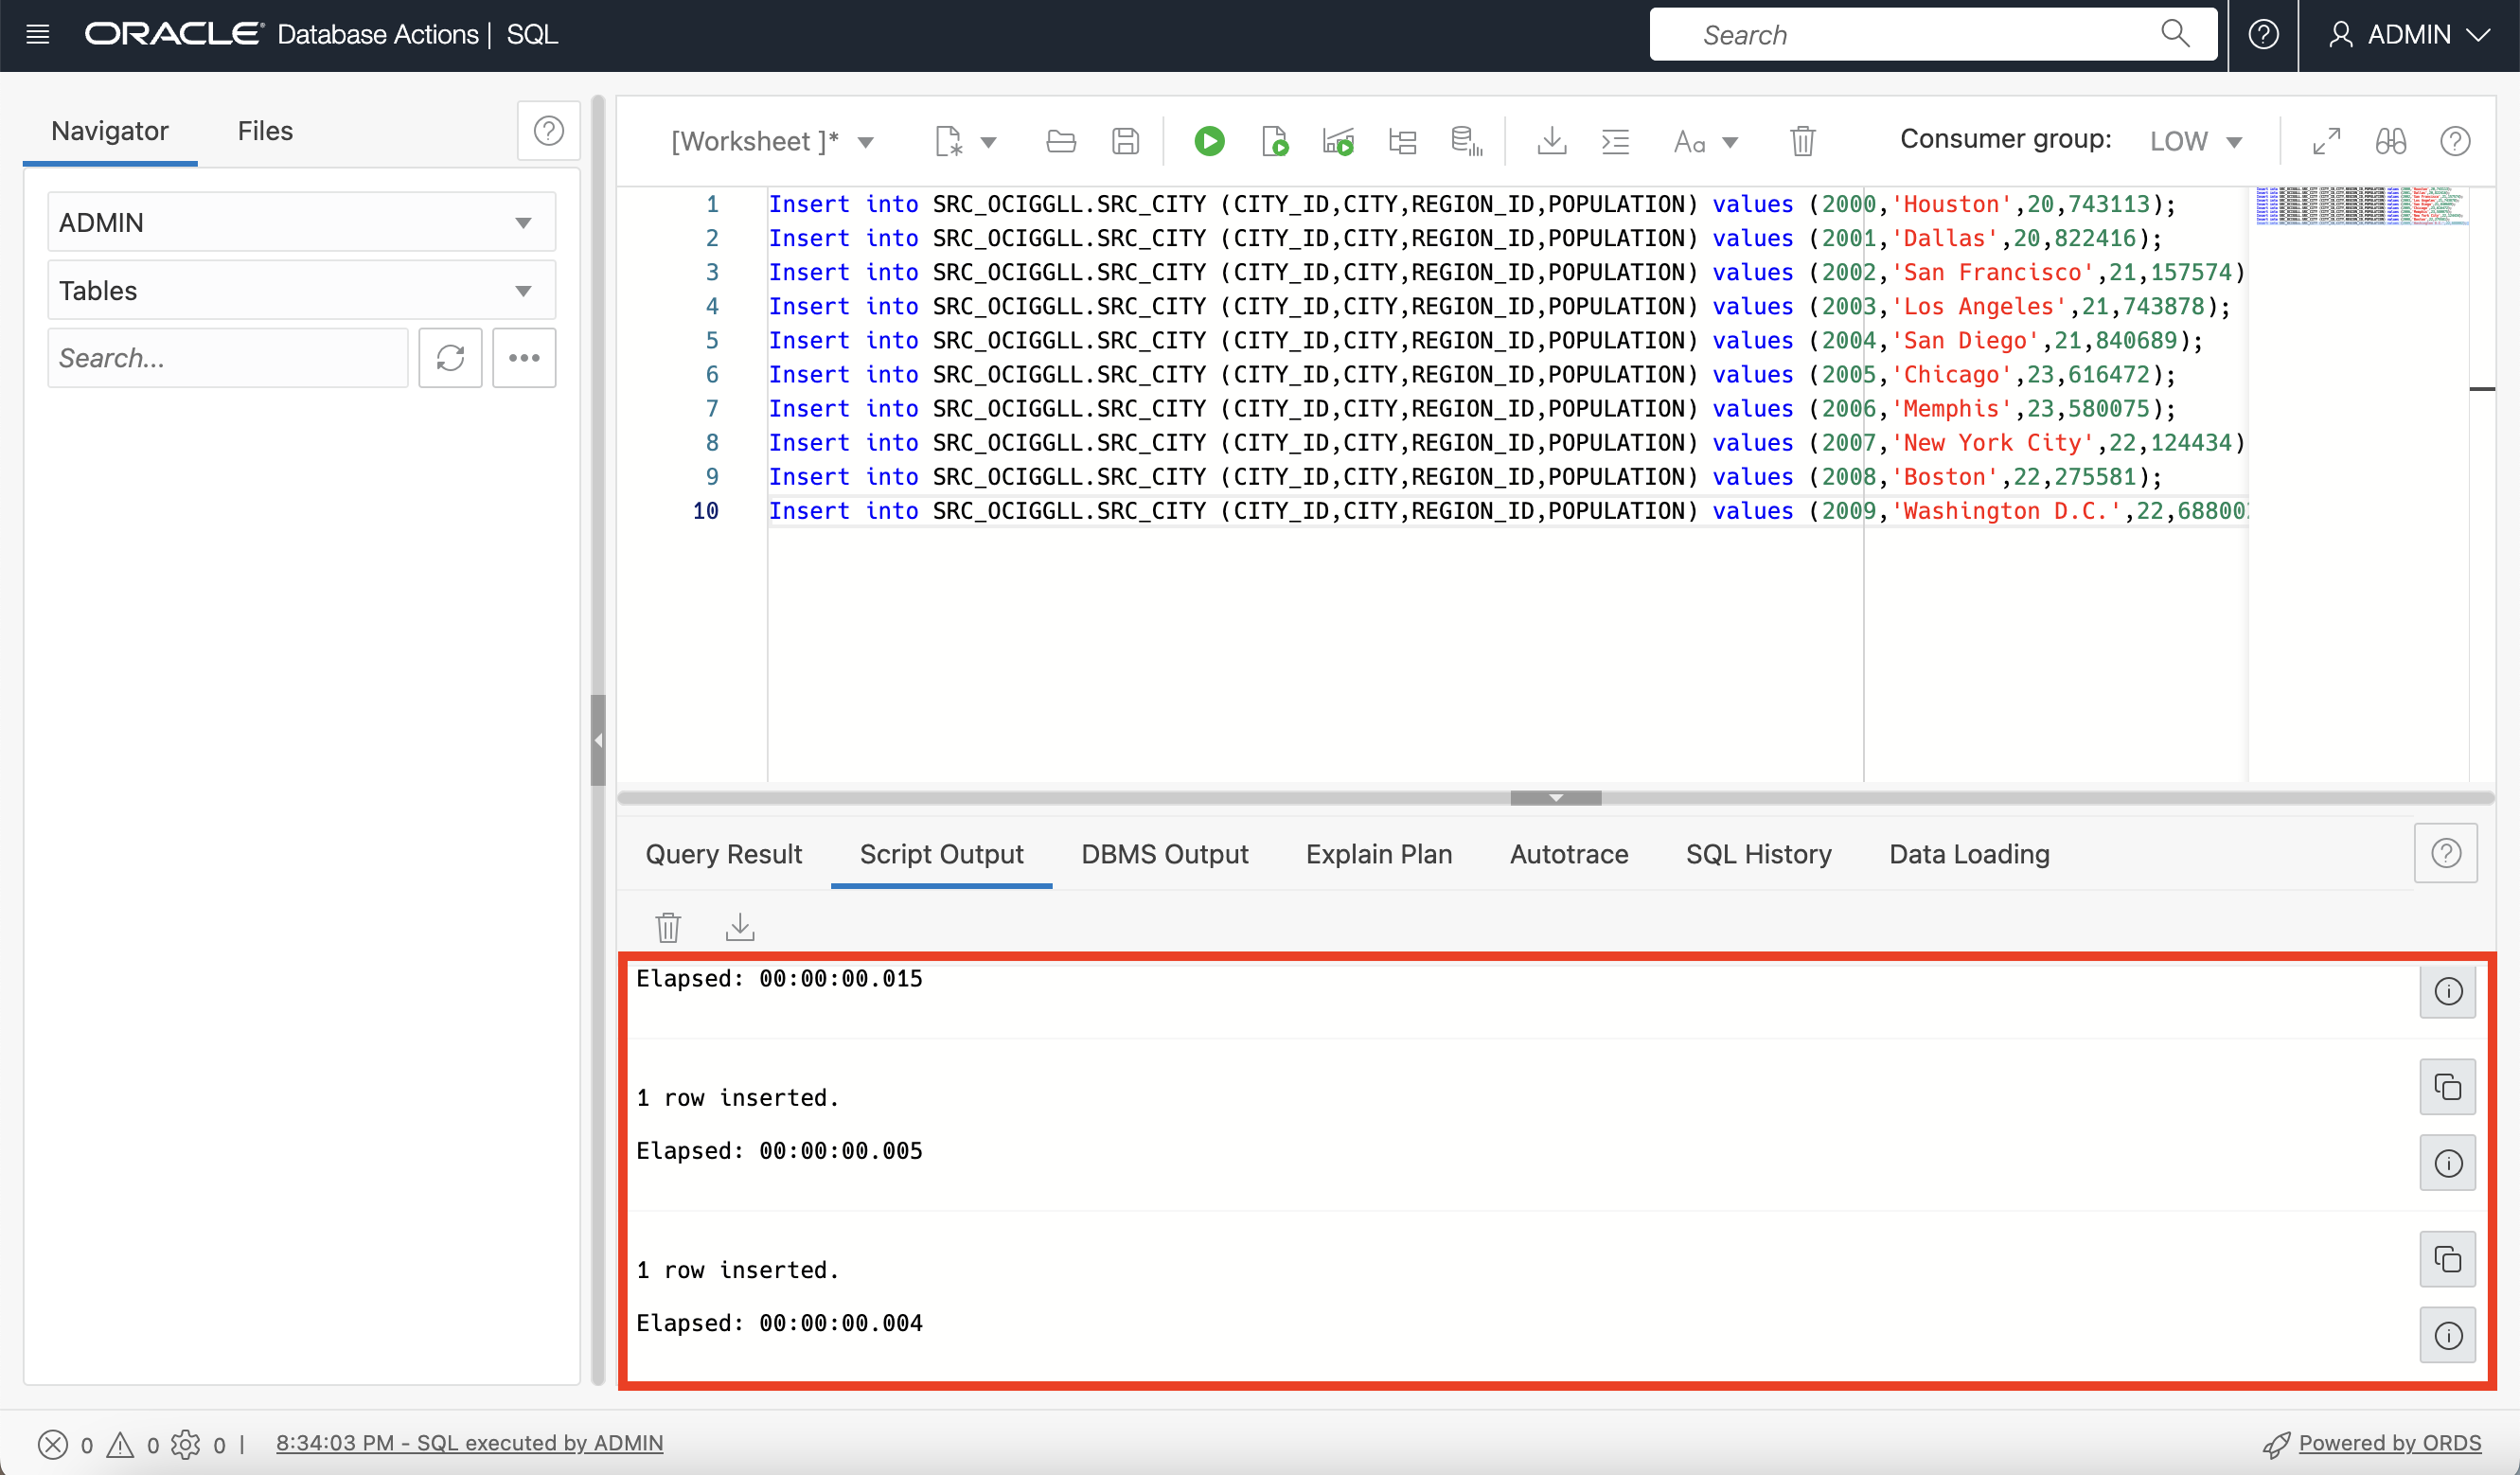 ORACLE Database Actions | SQL
Search
ADMIN
Navigator
Files
ADMIN
Tables
Search...
[Worksheet ]*
Aa
Consumer group:
LOW
1 Insert into SRC_OCIGGLL.SRC_CITY (CITY_ID,CITY,REGION_ID,POPULATION) values (2000,'Houston',20,743113);
2 Insert into SRC_OCIGGLL.SRC_CITY (CITY_ID,CITY,REGION_ID,POPULATION) values (2001,'Dallas',20,822416);
3 Insert into SRC_OCIGGLL.SRC_CITY (CITY_ID,CITY,REGION_ID,POPULATION) values (2002,'San Francisco',21,157574)
4 Insert into SRC_OCIGGLL.SRC_CITY (CITY_ID,CITY,REGION_ID,POPULATION) values (2003,'Los Angeles',21,743878);
5 Insert into SRC_OCIGGLL.SRC_CITY (CITY_ID,CITY,REGION_ID,POPULATION) values (2004,'San Diego',21,840689);
6 Insert into SRC_OCIGGLL.SRC_CITY (CITY_ID,CITY,REGION_ID,POPULATION) values (2005,'Chicago',23,616472);
7 Insert into SRC_OCIGGLL.SRC_CITY (CITY_ID,CITY,REGION_ID,POPULATION) values (2006,'Memphis',23,580075);
8 Insert into SRC_OCIGGLL.SRC_CITY (CITY_ID,CITY,REGION_ID,POPULATION) values (2007,'New York City',22,124434)
9 Insert into SRC_OCIGGLL.SRC_CITY (CITY_ID,CITY,REGION_ID,POPULATION) values (2008,'Boston',22,275581);
10 Insert into SRC_OCIGGLL.SRC_CITY (CITY_ID,CITY,REGION_ID,POPULATION) values (2009,'Washington D.C.',22,688002
Query Result
Script Output
DBMS Output
Explain Plan
Autotrace
SQL History
Data Loading
Elapsed: 00:00:00.015
1 row inserted.
Elapsed: 00:00:00.005
1 row inserted.
Elapsed: 00:00:00.004
0 0 0 | 8:34:03 PM - SQL executed by ADMIN
Powered by ORDS